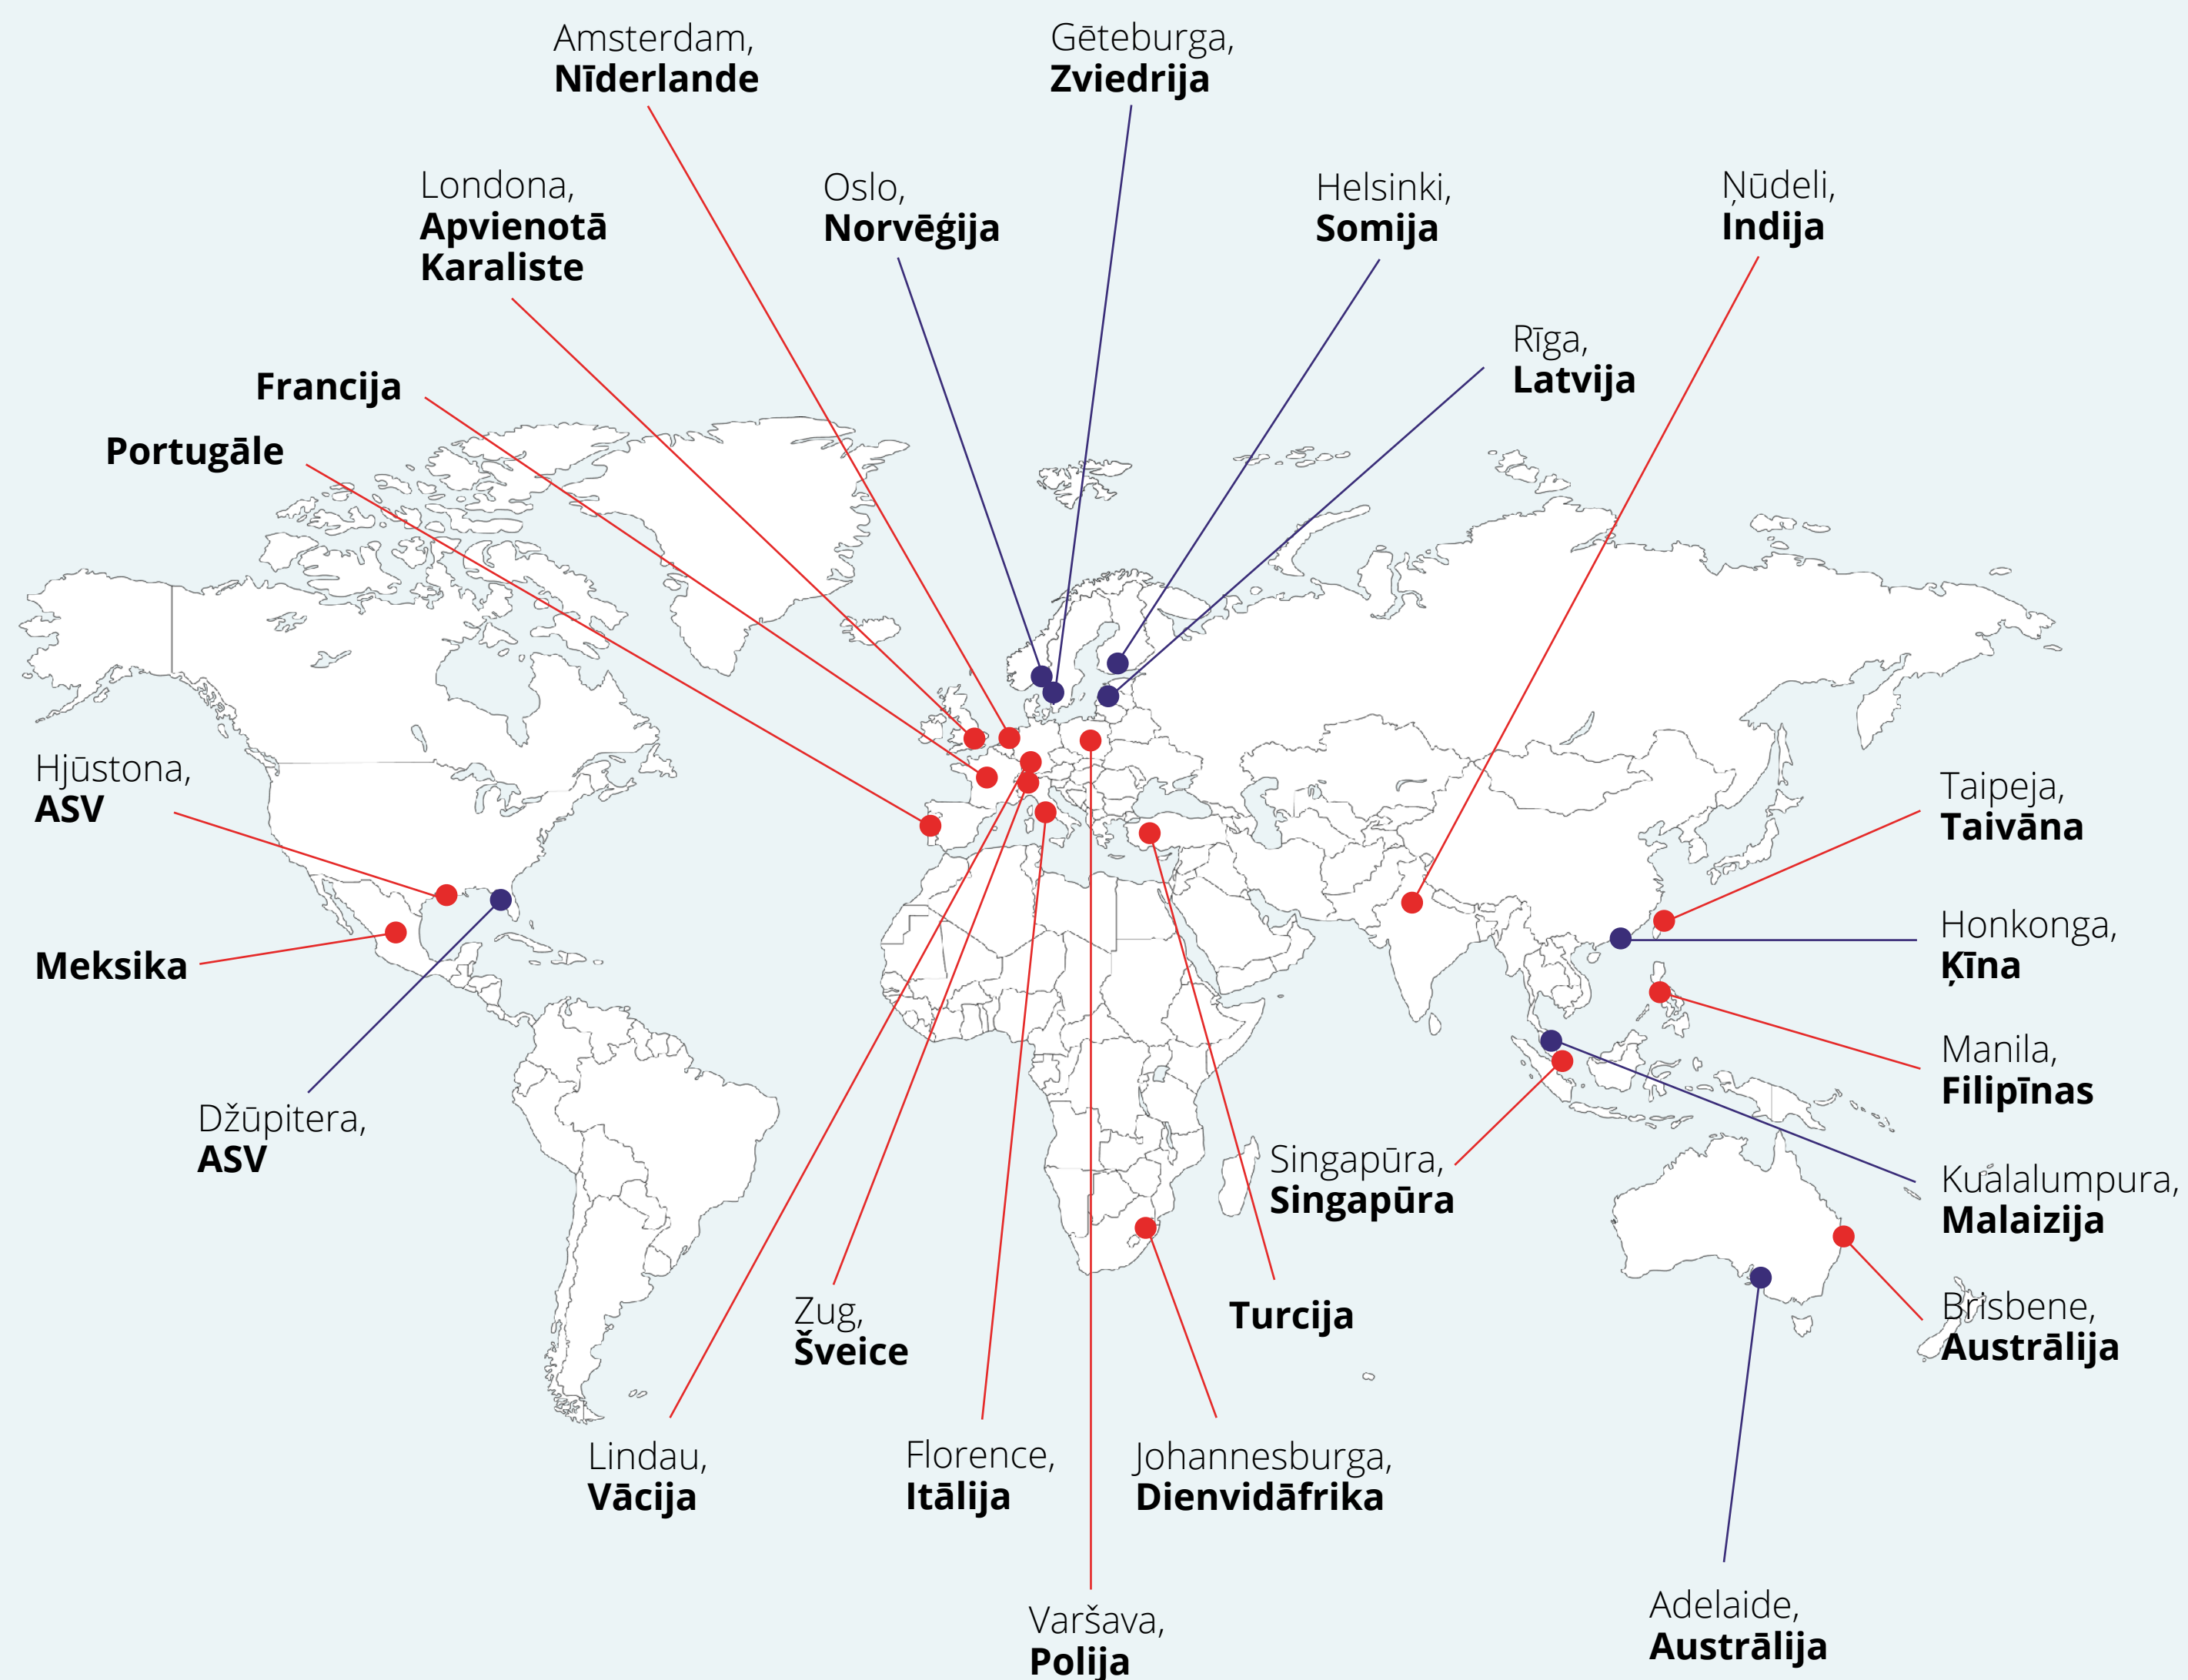 Amsterdam,
Nīderlande
Gēteburga,
Zviedrija
Londona,
Apvienotā
Karaliste
Oslo,
Norvēģija
Helsinki,
Somija
Ņūdeli,
Indija
Rīga,
Latvija
Francija
Portugāle
Hjūstona,
ASV
Taipeja,
Taivāna
Meksika
Honkonga,
Ķīna
Manila,
Filipīnas
Džūpitera,
ASV
Singapūra,
Singapūra
Kualalumpura,
Malaizija
Zug,
Šveice
Turcija
Brisbene,
Austrālija
Lindau,
Vācija
Florence,
Itālija
Johannesburga,
Dienvidāfrika
Varšava,
Polija
Adelaide,
Austrālija